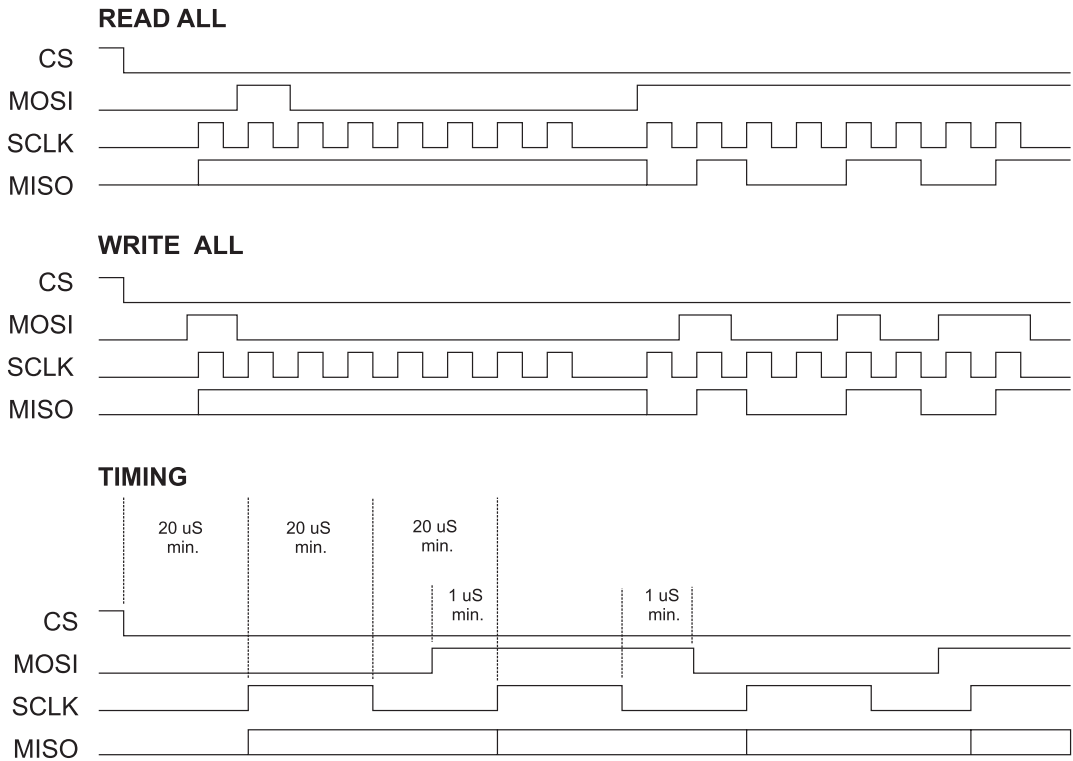 READ ALL
CS
MOSI
SCLK
MISO
WRITE ALL
CS
MOSI
SCLK
MISO
TIMING
20 uS
min.
20 uS
min.
20 uS
min.
1 uS
min.
1 uS
min.
CS
MOSI
SCLK
MISO